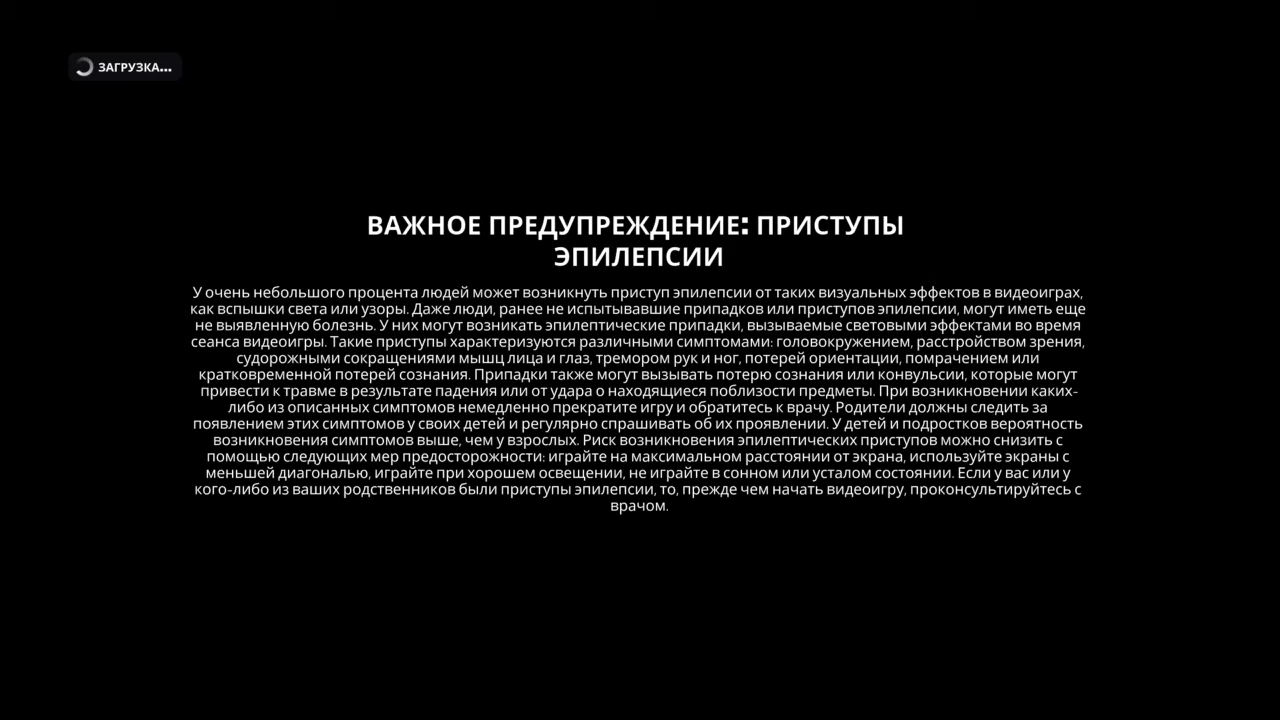 ЗАГРУЗКА...
ВАЖНОЕ ПРЕДУПРЕЖДЕНИЕ: ПРИСТУПЫ
ЭПИЛЕПСИИ
У очень небольшого процента людей может возникнуть приступ эпилепсии от таких визуальных эффектов в видеоиграх,
как вспышки света или узоры. Даже люди, ранее не испытывавшие припадков или приступов эпилепсии, могут иметь еще
не выявленную болезнь. У них могут возникать эпилептические припадки, вызываемые световыми эффектами во время
сеанса видеоигры. Такие приступы характеризуются различными симптомами: головокружением, расстройством зрения,
судорожными сокращениями мышц лица и глаз, тремором рук и ног, потерей ориентации, помрачением или
кратковременной потерей сознания. Припадки также могут вызывать потерю сознания или конвульсии, которые могут
привести к травме в результате падения или от удара о находящиеся поблизости предметы. При возникновении каких-
либо из описанных симптомов немедленно прекратите игру и обратитесь к врачу. Родители должны следить за
появлением этих симптомов у своих детей и регулярно спрашивать об их проявлении. У детей и подростков вероятность
возникновения симптомов выше, чем у взрослых. Риск возникновения эпилептических приступов можно снизить с
помощью следующих мер предосторожности: играйте на максимальном расстоянии от экрана, используйте экраны с
меньшей диагональю, играйте при хорошем освещении, не играйте в сонном или усталом состоянии. Если у вас или у
кого-либо из ваших родственников были приступы эпилепсии, то, прежде чем начать видеоигру, проконсультируйтесь с
врачом.